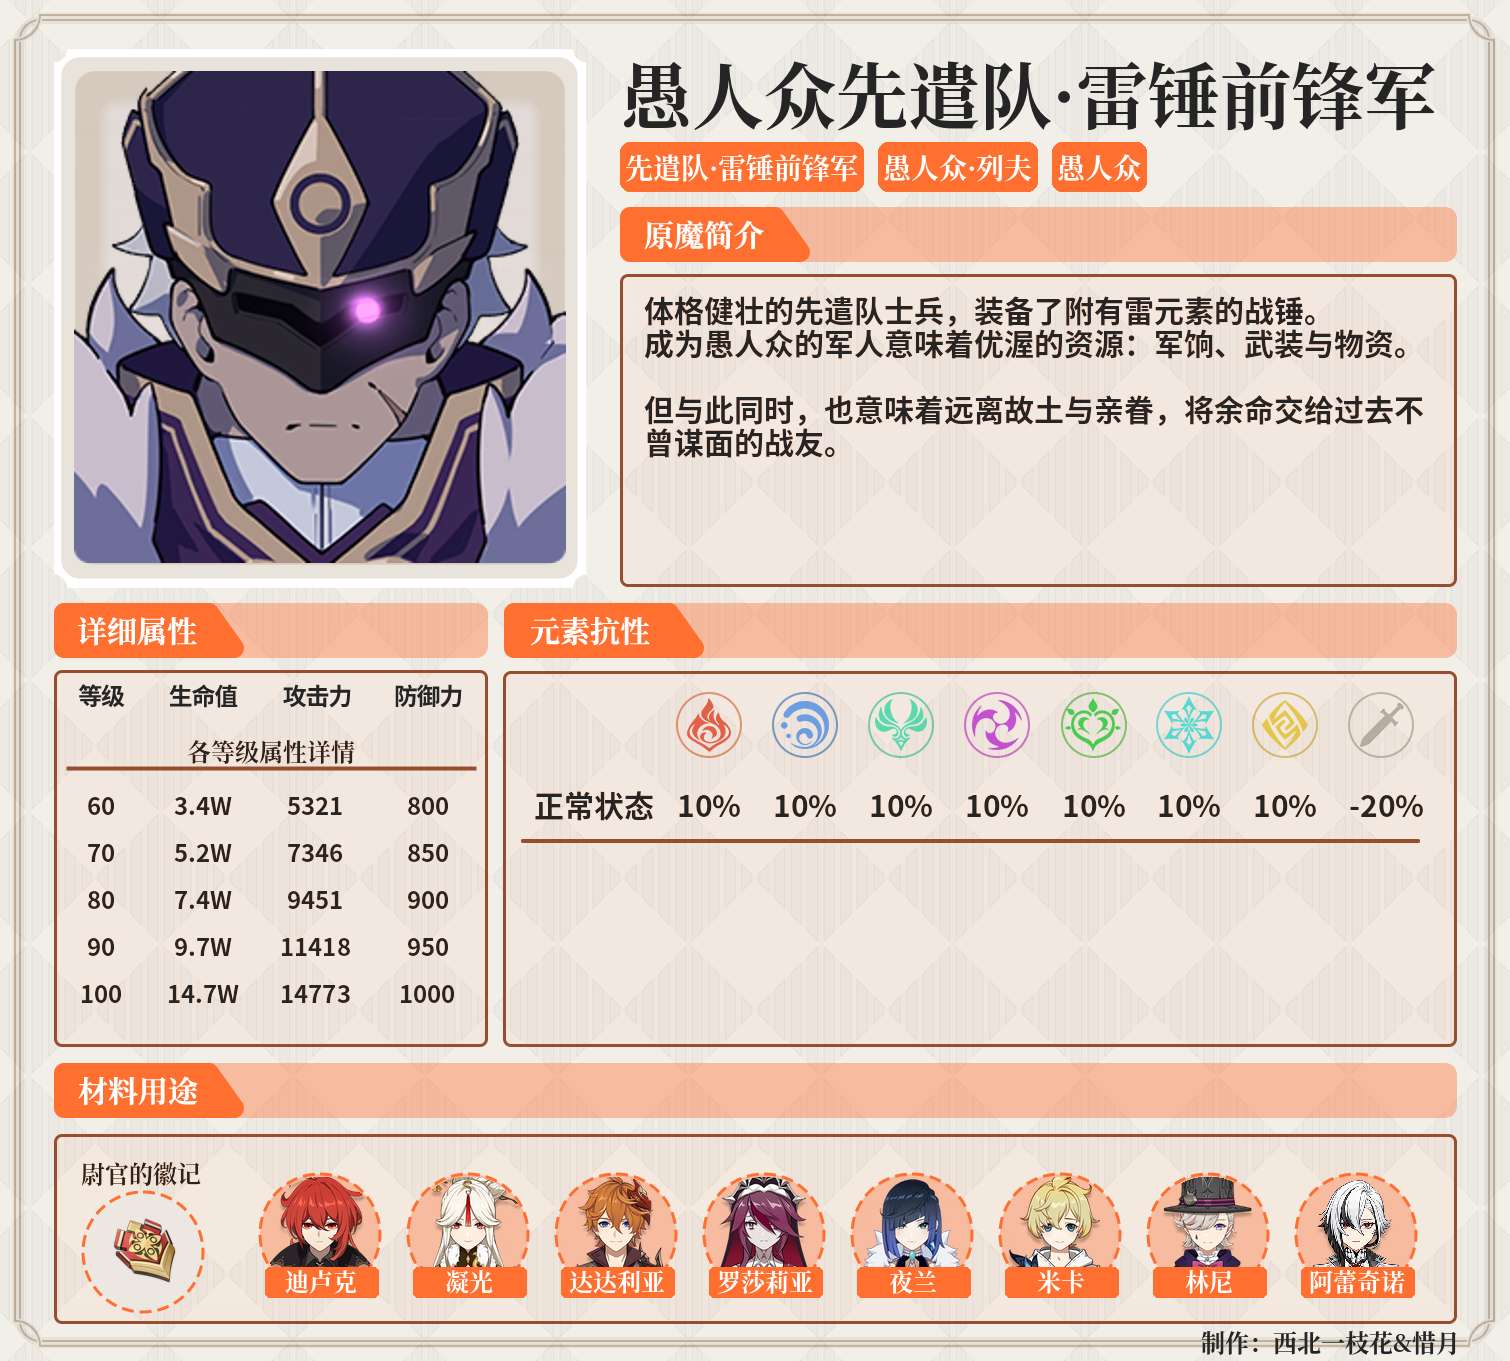 愚人众先遣队·雷锤前锋军
先遣队·雷锤前锋军 愚人众·列夫 愚人众
原魔简介
体格健壮的先遣队士兵，装备了附有雷元素的战锤。
成为愚人众的军人意味着优渥的资源：军饷、武装与物资。
但与此同时，也意味着远离故土与亲眷，将余命交给过去不
曾谋面的战友。
详细属性
等级 生命值 攻击力 防御力
各等级属性详情
60 3.4W 5321 800
70 5.2W 7346 850
80 7.4W 9451 900
90 9.7W 11418 950
100 14.7W 14773 1000
元素抗性
正常状态 10% 10% 10% 10% 10% 10% 10% -20%
材料用途
尉官的徽记
迪卢克 凝光 达达利亚 罗莎莉亚 夜兰 米卡 林尼 阿蕾奇诺
制作：西北一枝花&惜月